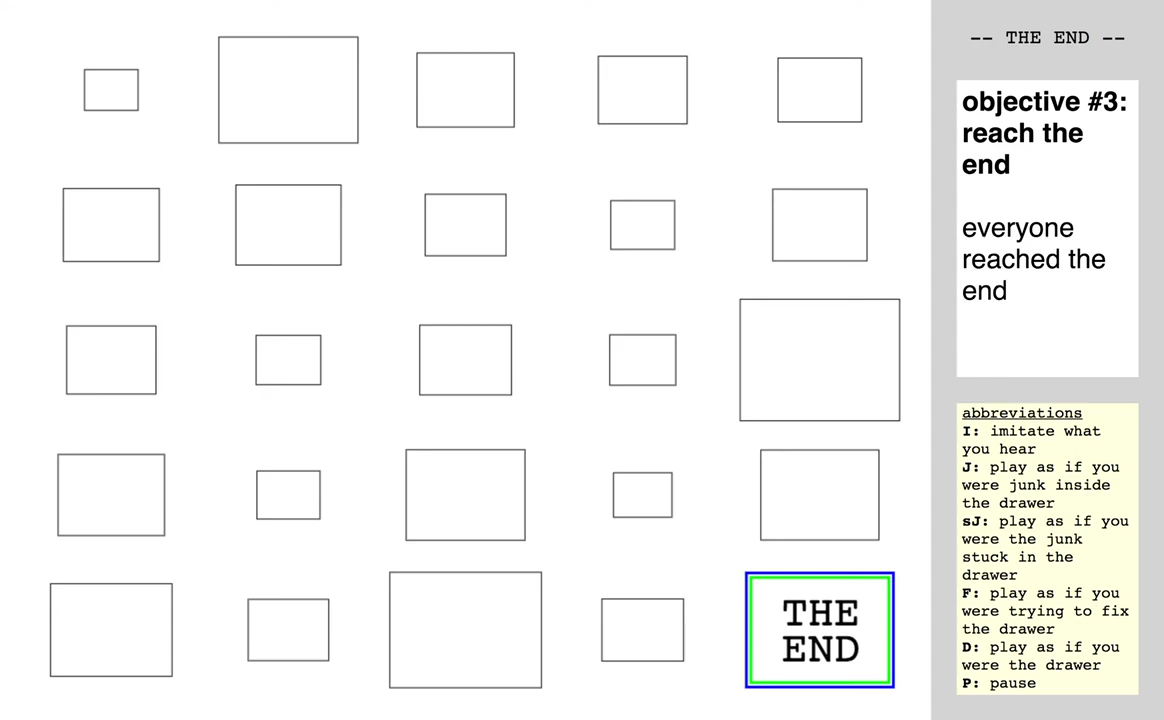 -- THE END --
objective #3:
reach the
end
everyone
reached the
end
abbreviations
I: imitate what
you hear
J: play as if you
were junk inside
the drawer
sJ: play as if you
were the junk
stuck in the
drawer
F: play as if you
were trying to fix
the drawer
D: play as if you
were the drawer
P: pause
THE
END